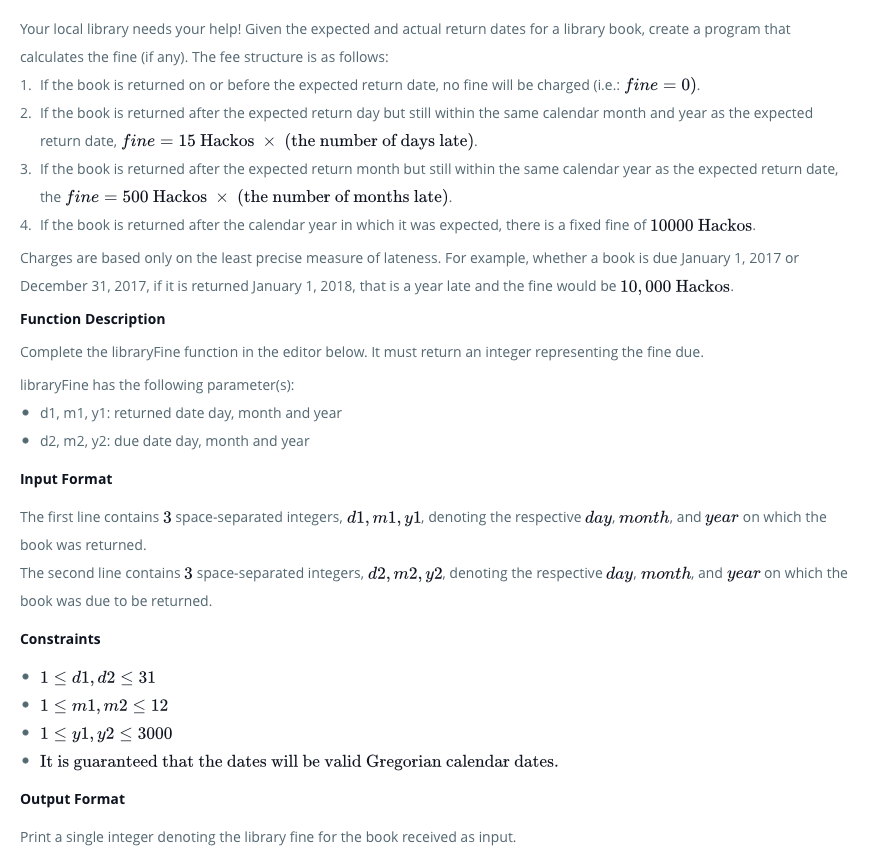 Your local library needs your help! Given the expected and actual return dates for a library book, create a program that
calculates the fine (if any). The fee structure is as follows:
1. If the book is returned on or before the expected return date, no fine will be charged (i.e.: fine = 0).
2. If the book is returned after the expected return day but still within the same calendar month and year as the expected
return date, fine = 15 Hackos × (the number of days late).
3. If the book is returned after the expected return month but still within the same calendar year as the expected return date,
the fine = 500 Hackos × (the number of months late).
4. If the book is returned after the calendar year in which it was expected, there is a fixed fine of 10000 Hackos.
Charges are based only on the least precise measure of lateness. For example, whether a book is due January 1, 2017 or
December 31, 2017, if it is returned January 1, 2018, that is a year late and the fine would be 10, 000 Hackos.
Function Description
Complete the libraryFine function in the editor below. It must return an integer representing the fine due.
libraryFine has the following parameter(s):
• d1, m1, y1: returned date day, month and year
• d2, m2, y2: due date day, month and year
Input Format
The first line contains 3 space-separated integers, d1, m1, y1, denoting the respective day, month, and year on which the
book was returned.
The second line contains 3 space-separated integers, d2, m2, y2, denoting the respective day, month, and year on which the
book was due to be returned.
Constraints
• 1 ≤ d1, d2 ≤ 31
• 1 ≤ m1, m2 ≤ 12
• 1 ≤ y1, y2 ≤ 3000
• It is guaranteed that the dates will be valid Gregorian calendar dates.
Output Format
Print a single integer denoting the library fine for the book received as input.